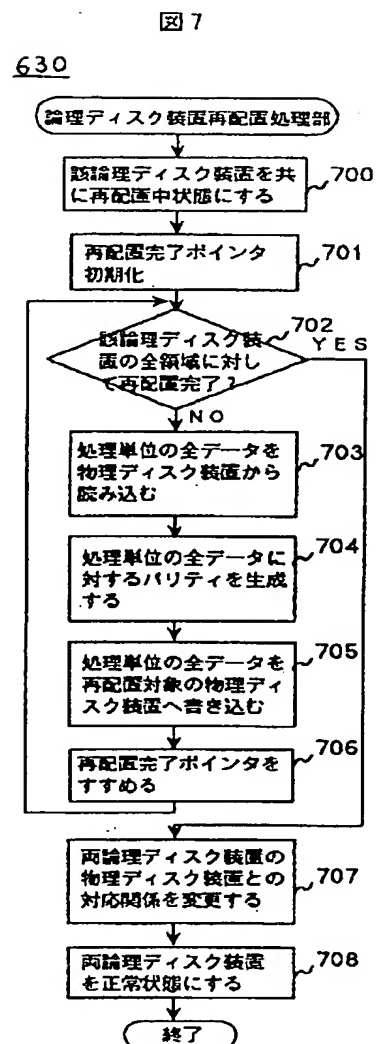 図7
630
論理ディスク装置再配置処理部
該論理ディスク装置を共
に再配置中状態にする
700
再配置完了ポインタ
初期化
701
702
該論理ディスク装
置の全領域に対し
て再配置完了?
YES
NO
処理単位の全データを
物理ディスク装置から
読み込む
703
処理単位の全データに
対するパリティを生成
する
704
処理単位の全データを
再配置対象の物理ディ
スク装置へ書き込む
705
再配置完了ポインタを
すすめる
706
両論理ディスク装置の
物理ディスク装置との
対応関係を変更する
707
両論理ディスク装置
を正常状態にする
708
終了